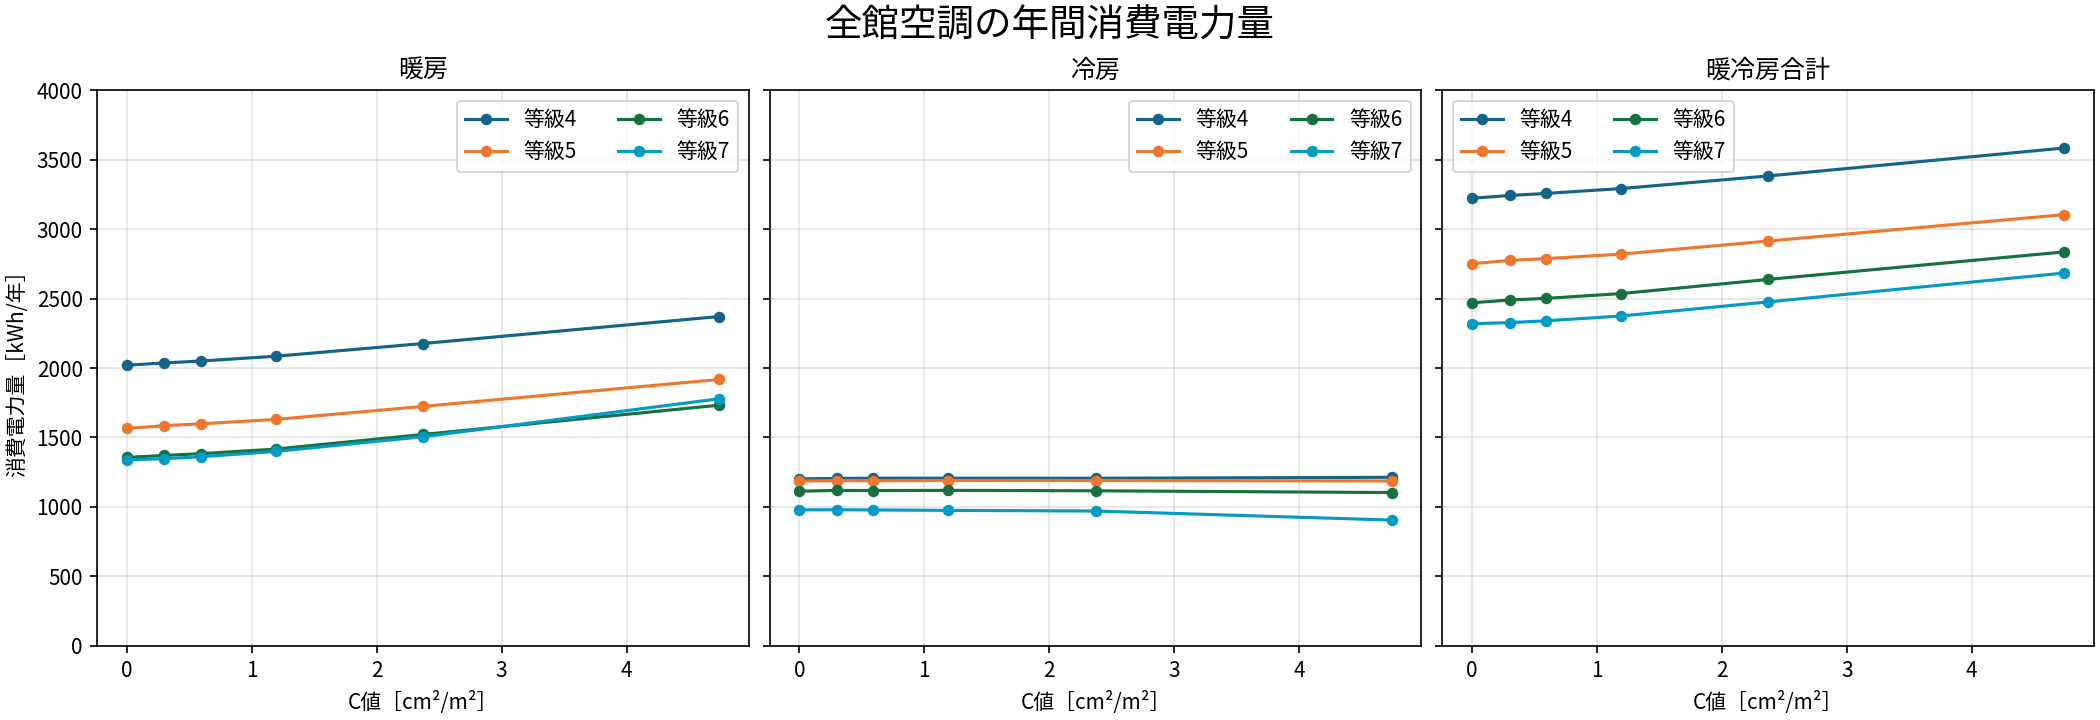 全館空調の年間消費電力量
暖房
冷房
暖冷房合計
消費電力量［kWh/年］
4000
3500
3000
2500
2000
1500
1000
500
0
等級4
等級5
等級6
等級7
等級4
等級5
等級6
等級7
等級4
等級5
等級6
等級7
0 1 2 3 4
0 1 2 3 4
0 1 2 3 4
C値［cm²/m²］
C値［cm²/m²］
C値［cm²/m²］